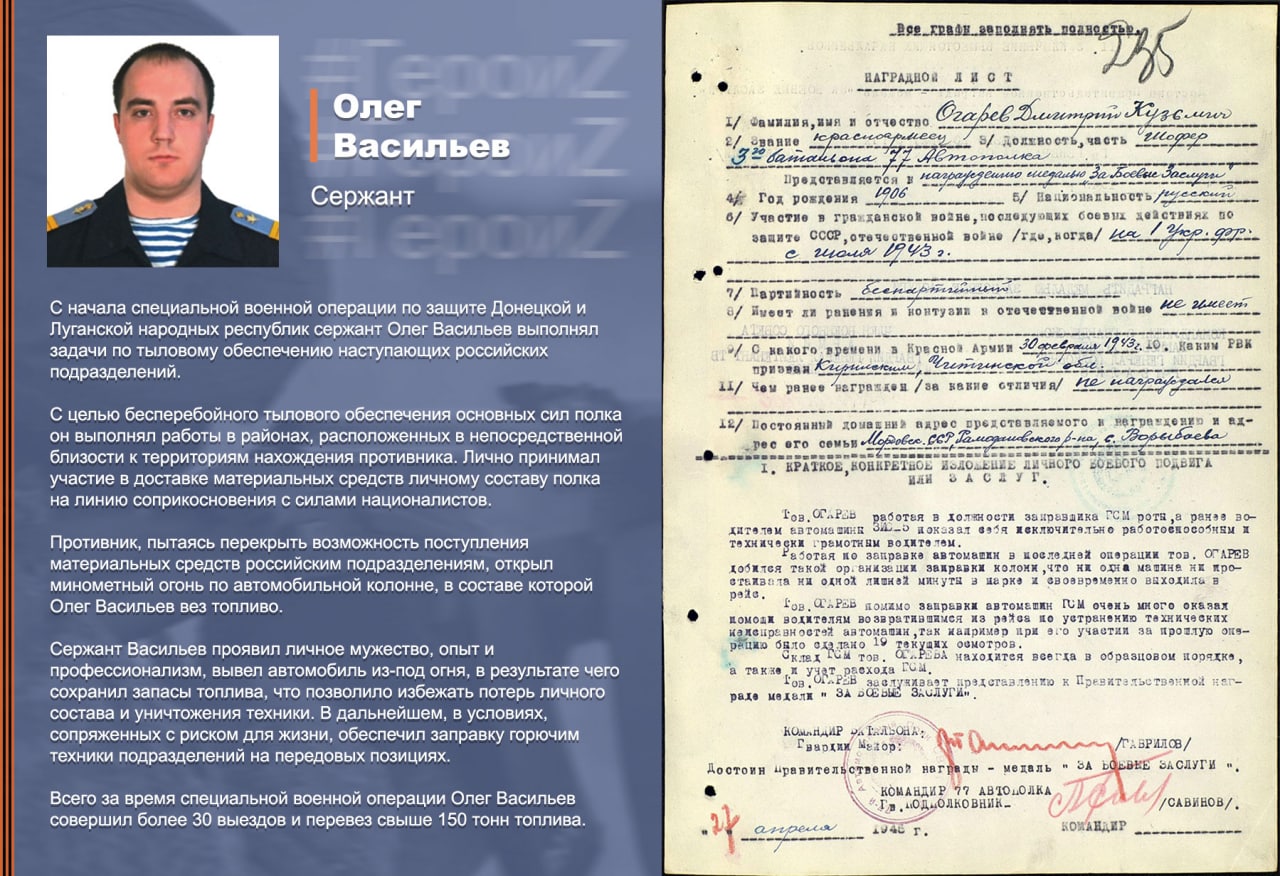 #ГероиZ
#ГероиZ
#ГероиZ
Олег
Васильев
Сержант
С начала специальной военной операции по защите Донецкой и
Луганской народных республик сержант Олег Васильев выполнял
задачи по тыловому обеспечению наступающих российских
подразделений.
С целью бесперебойного тылового обеспечения основных сил полка
он выполнял работы в районах, расположенных в непосредственной
близости к территориям нахождения противника. Лично принимал
участие в доставке материальных средств личному составу полка
на линию соприкосновения с силами националистов.
Противник, пытаясь перекрыть возможность поступления
материальных средств российским подразделениям, открыл
минометный огонь по автомобильной колонне, в составе которой
Олег Васильев вез топливо.
Сержант Васильев проявил личное мужество, опыт и
профессионализм, вывел автомобиль из-под огня, в результате чего
сохранил запасы топлива, что позволило избежать потерь личного
состава и уничтожения техники. В дальнейшем, в условиях,
сопряженных с риском для жизни, обеспечил заправку горючим
техники подразделений на передовых позициях.
Всего за время специальной военной операции Олег Васильев
совершил более 30 выездов и перевез свыше 150 тонн топлива.
Все графы заполнять полностью.
235
НАГРАДНОЙ ЛИСТ
1/ Фамилия,имя и отчество Огарев Дмитрий Кузьмич
2/ Звание красноармеец 3/ Должность,часть Шофер
3го батальона 77 Автополка
Представляется к награждению медалью "За Боевые Заслуги"
4/ Год рождения 1906 5/ Национальность русский
6/ Участие в гражданской войне,последующих боевых действиях по
защите СССР,отечественной войне /где,когда/ на 1 Укр. фр.
с июля 1943 г.
7/ Партийность беспартийный
8/ Имеет ли ранения и контузии в отечественной войне не имеет
9/ С какого времени в Красной Армии 30 февраля 1943г. 10. Каким РВК
призван Читинской обл.
11/ Чем ранее награжден /за какие отличия/ не награждался
12/ Постоянный домашний адрес представляемого к награждению и ад-
рес его семьи Мордовск. ССР Ромодановского р-на с.
I. КРАТКОЕ,КОНКРЕТНОЕ ИЗЛОЖЕНИЕ ЛИЧНОГО БОЕВОГО ПОДВИГА
ИЛИ ЗАСЛУГ.
Тов. ОГАРЕВ работая в должности заправщика ГСМ роты,а ранее во-
дителем автомашины ЗИС-5 показал себя исключительно работоспособным и
технически грамотным водителем.
Работая по заправке автомашин в последней операции тов. ОГАРЕВ
добился такой организации заправки колонн,что ни одна машина ни про-
стаивала ни одной лишней минуты в парке и своевременно выходила в
рейс.
Тов. ОГАРЕВ помимо заправки автомашин ГСМ очень много оказал
помощи водителям возвратившимся из рейса по устранению технических
неисправностей автомашин,так например при его участии за прошлую опе-
рацию было сделано 19 текущих осмотров.
Склад ГСМ тов. ОГАРЕВА находится всегда в образцовом порядке,
а также и учет расхода ГСМ.
Тов. ОГАРЕВ заслуживает представлению к Правительственной наг-
раде медали " ЗА БОЕВЫЕ ЗАСЛУГИ".
КОМАНДИР БАТАЛЬОНА:
Гвардии Майор: /ГАВРИЛОВ/
Достоин Правительственной награды - медаль " ЗА БОЕВЫЕ ЗАСЛУГИ ".
КОМАНДИР 77 АВТОПОЛКА
Гв. ПОДПОЛКОВНИК /САВИНОВ/
"27" апреля 1945 г. КОМАНДИР